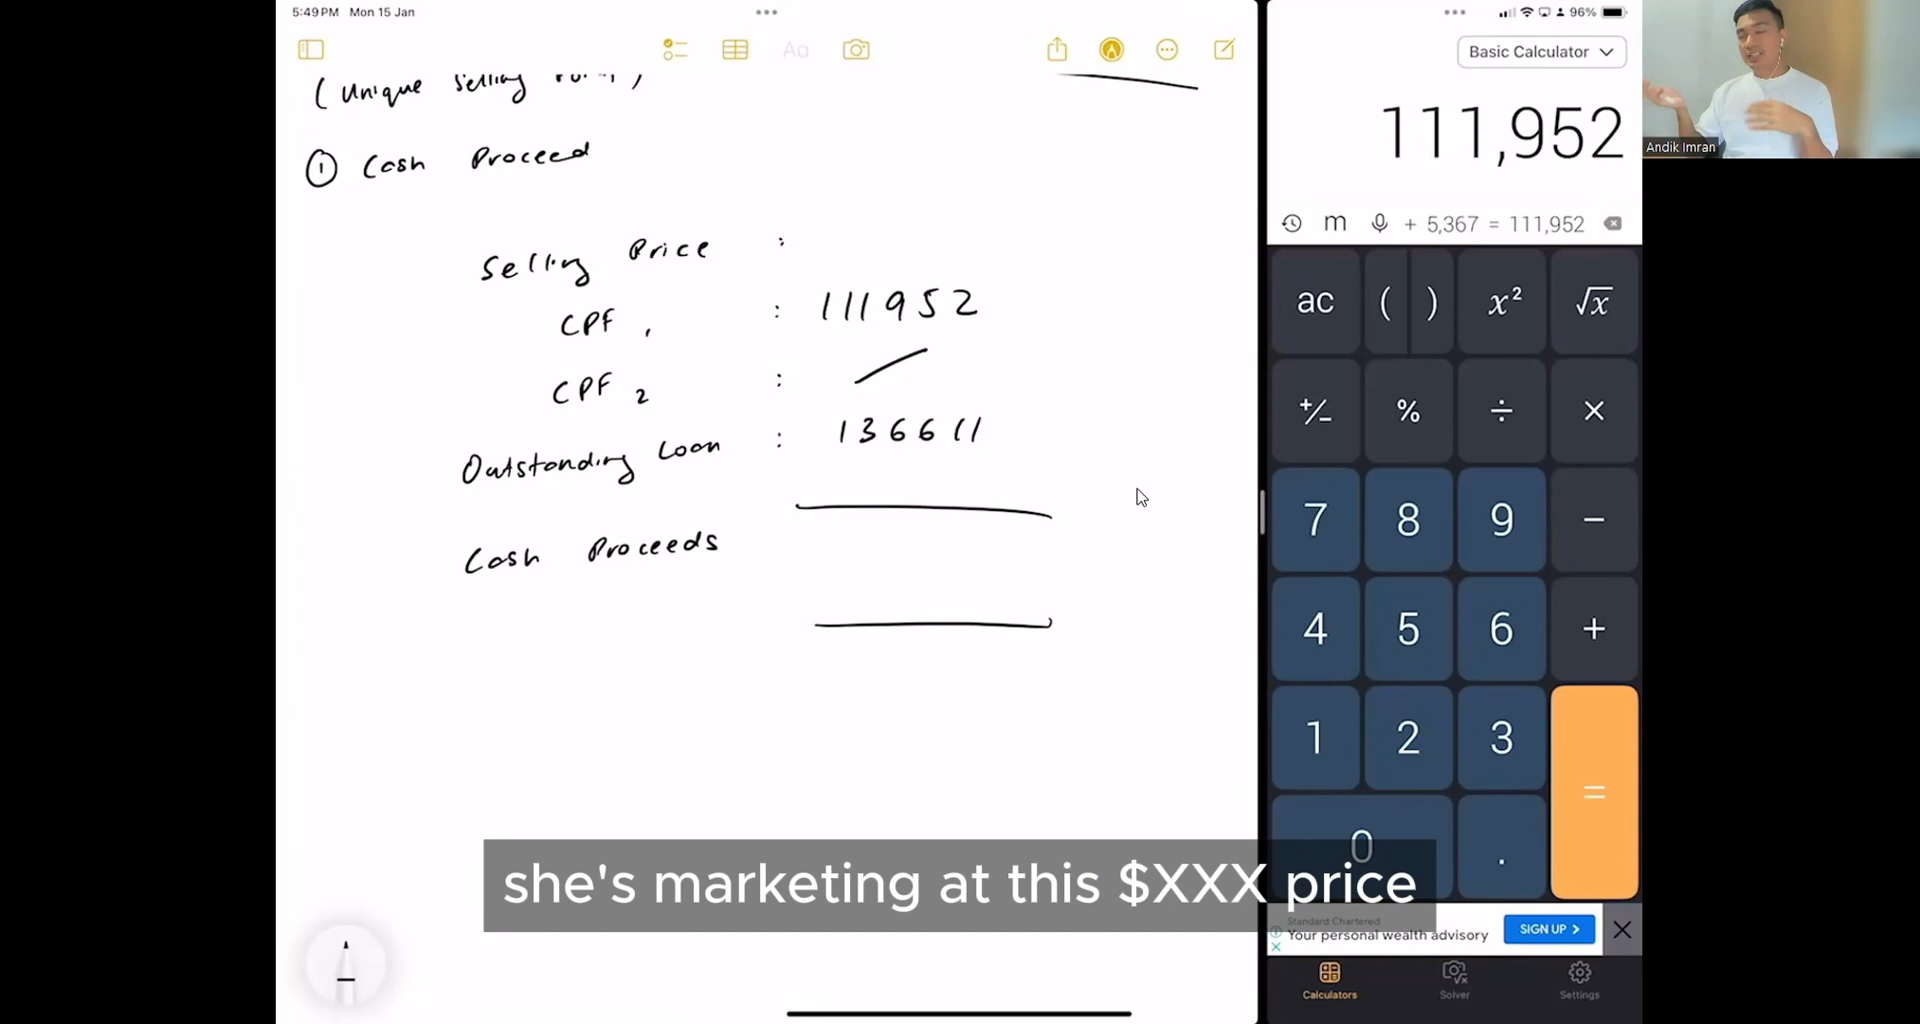 5:49 PM Mon 15 Jan
96%
Aa
Basic Calculator
(Unique Selling
111,952
Andik Imran
① Cash Proceed
m + 5,367 = 111,952
Selling Price :
CPF 1 : 111952
CPF 2 :
Outstanding Loan : 136611
Cash Proceeds
ac ( ) x² √x
+/− % ÷ ×
7 8 9 −
4 5 6 +
1 2 3 =
0 .
she's marketing at this $XXX price
Standard Chartered
Your personal wealth advisory
SIGN UP >
Calculators Solver Settings